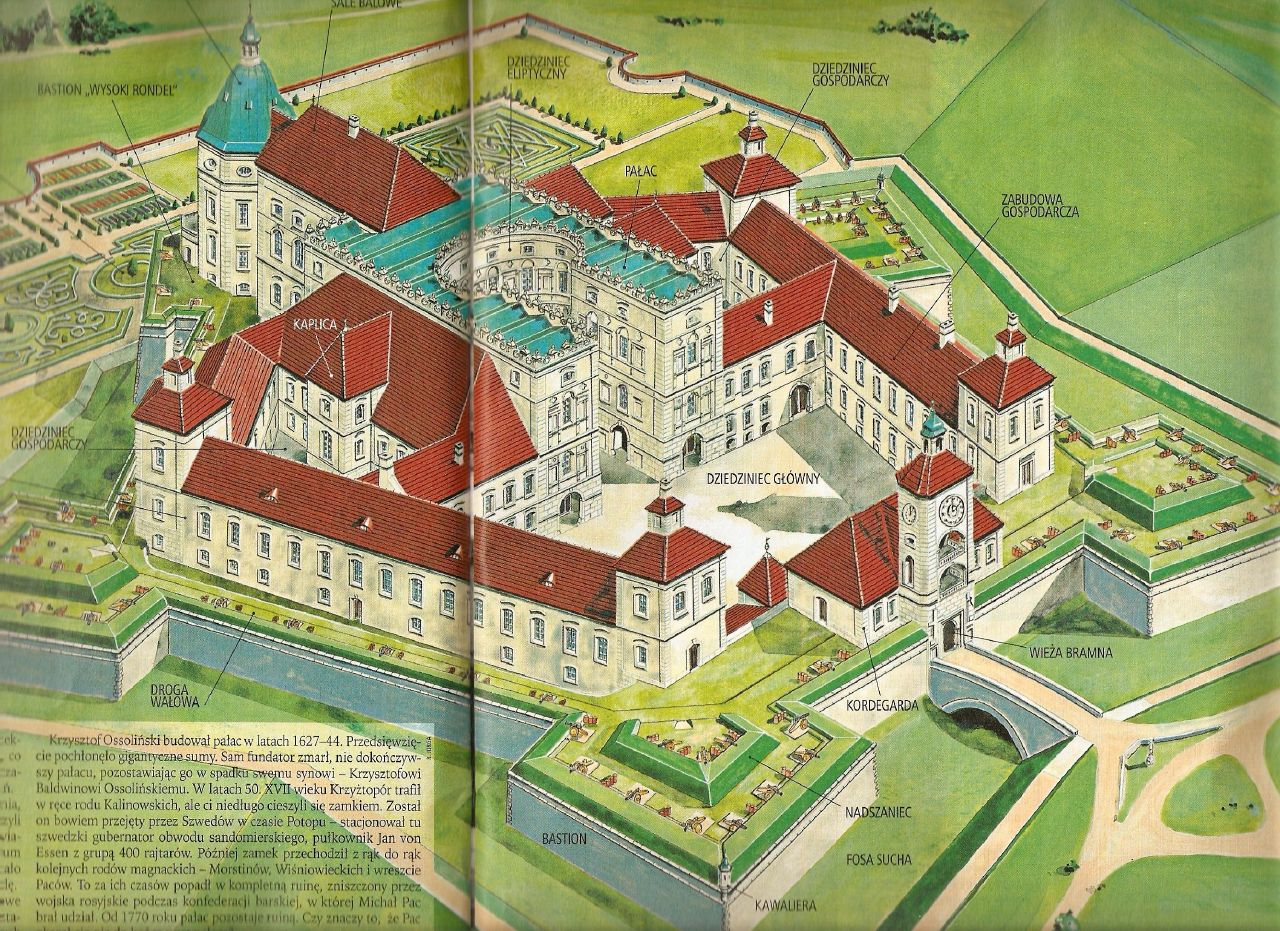 SALE BALOWE
DZIEDZINIEC
ELIPTYCZNY
DZIEDZINIEC
GOSPODARCZY
BASTION „WYSOKI RONDEL”
PAŁAC
ZABUDOWA
GOSPODARCZA
KAPLICA
DZIEDZINIEC
GOSPODARCZY
DZIEDZINIEC GŁÓWNY
WIEŻA BRAMNA
DROGA
WAŁOWA
KORDEGARDA
NADSZANIEC
BASTION
FOSA SUCHA
KAWALIERA
Krzysztof Ossoliński budował pałac w latach 1627–44. Przedsięwzię-
cie pochłonęło gigantyczne sumy. Sam fundator zmarł, nie dokończyw-
szy pałacu, pozostawiając go w spadku swemu synowi – Krzysztofowi
Baldwinowi Ossolińskiemu. W latach 50. XVII wieku Krzyżtopór trafił
w ręce rodu Kalinowskich, ale ci niedługo cieszyli się zamkiem. Został
on bowiem przejęty przez Szwedów w czasie Potopu – stacjonował tu
szwedzki gubernator obwodu sandomierskiego, pułkownik Jan von
Essen z grupą 400 rajtarów. Później zamek przechodził z rąk do rąk
kolejnych rodów magnackich – Morstinów, Wiśniowieckich i wreszcie
Paców. To za ich czasów popadł w kompletną ruinę, zniszczony przez
wojska rosyjskie podczas konfederacji barskiej, w której Michał Pac
brał udział. Od 1770 roku pałac pozostaje ruiną. Czy znaczy to, że Pac